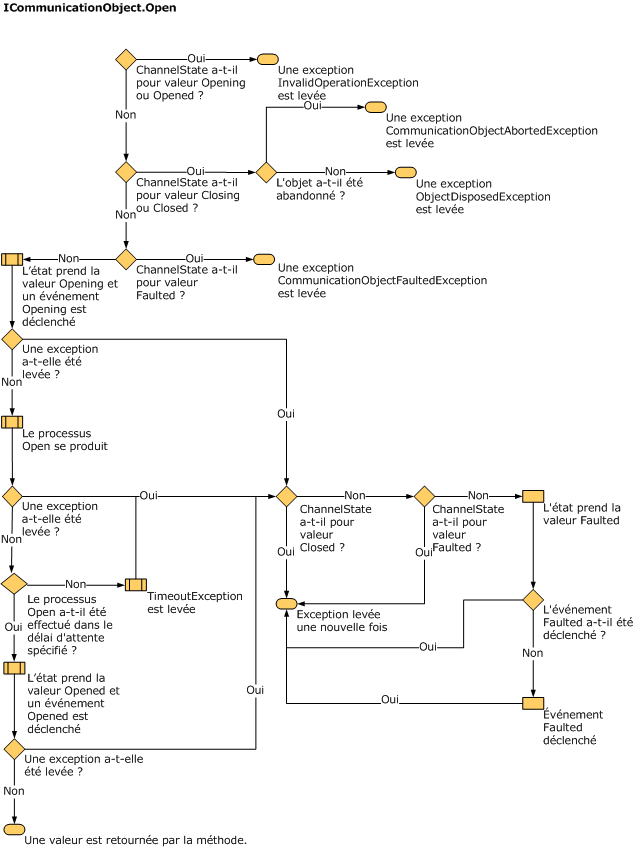 ICommunicationObject.Open
Oui
ChannelState a-t-il
pour valeur Opening
ou Opened ?
Une exception
InvalidOperationException
est levée
Non
Oui
Une exception
CommunicationObjectAbortedException
est levée
Oui
ChannelState a-t-il
pour valeur Closing
ou Closed ?
Non
L'objet a-t-il été
abandonné ?
Une exception
ObjectDisposedException
est levée
Non
Non
L'état prend la
valeur Opening et
un événement
Opening est
déclenché
Oui
ChannelState a-t-il
pour valeur
Faulted ?
Une exception
CommunicationObjectFaultedException
est levée
Une exception
a-t-elle été
levée ?
Non
Oui
Le processus
Open se produit
Une exception
a-t-elle été
levée ?
Oui
Non
ChannelState
a-t-il pour
valeur
Closed ?
Non
ChannelState
a-t-il pour
valeur
Faulted ?
Non
L'état prend la
valeur Faulted
Oui
Oui
Non
Le processus
Open a-t-il été
effectué dans le
délai d'attente
spécifié ?
TimeoutException
est levée
Exception levée
une nouvelle fois
L'événement
Faulted a-t-il été
déclenché ?
Oui
Oui
Non
L'état prend la
valeur Opened et
un événement
Opened est
déclenché
Oui
Oui
Événement
Faulted
déclenché
Une exception a-t-elle
été levée ?
Non
Une valeur est retournée par la méthode.